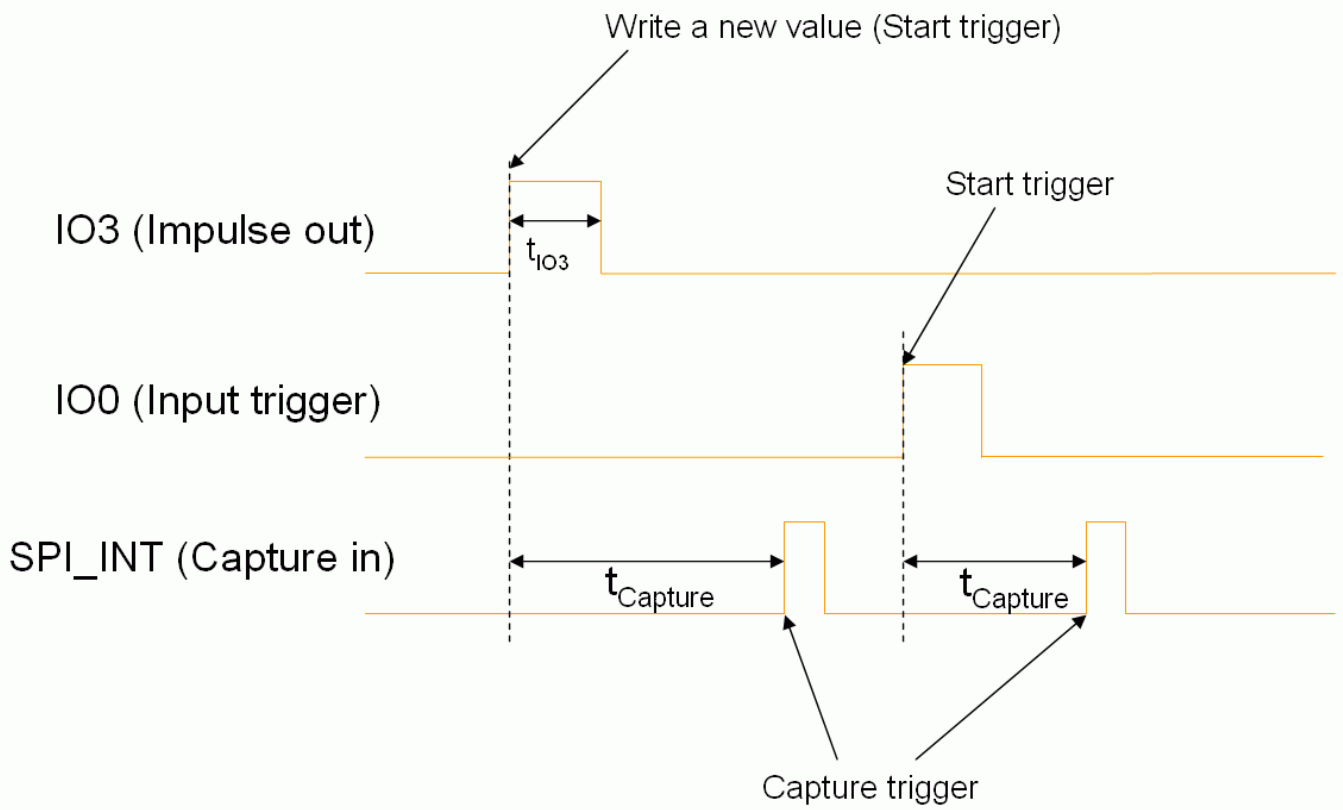 Write a new value (Start trigger)
Start trigger
IO3 (Impulse out)
tIO3
IO0 (Input trigger)
SPI_INT (Capture in)
tCapture
tCapture
Capture trigger